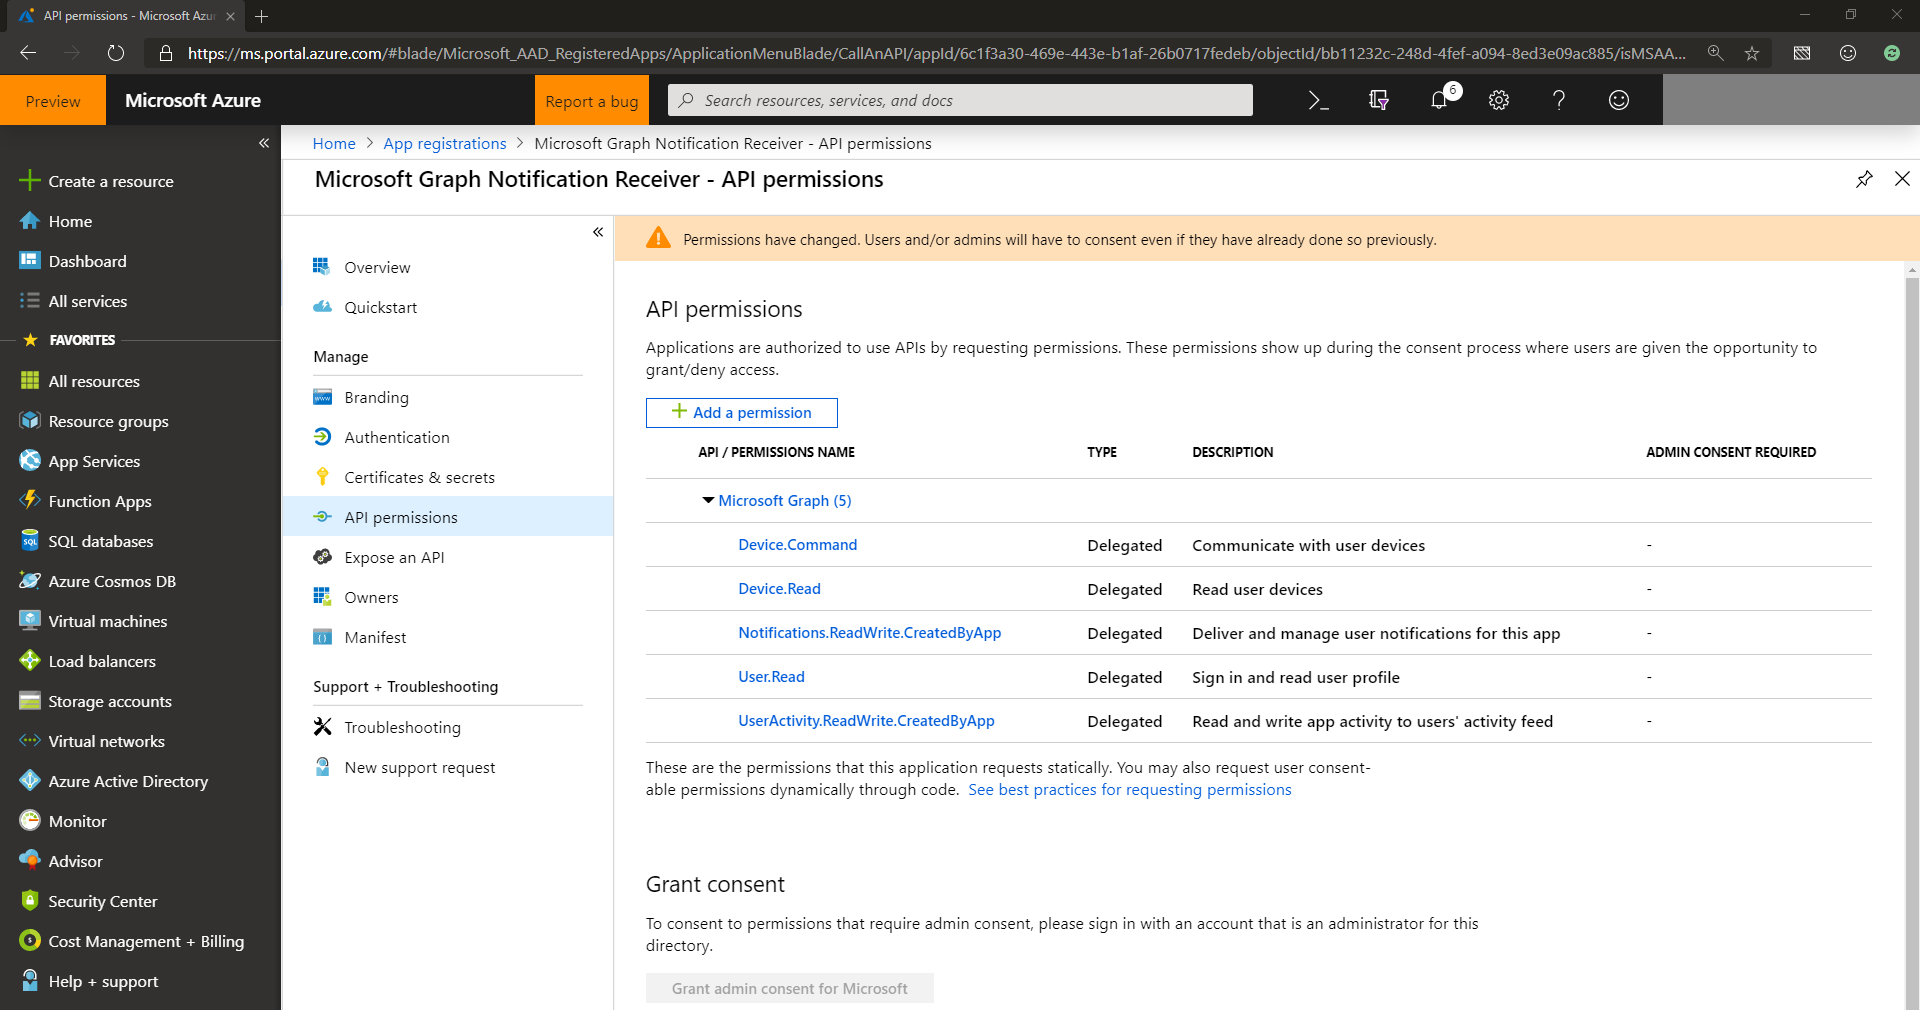 API permissions - Microsoft Azur
https://ms.portal.azure.com/#blade/Microsoft_AAD_RegisteredApps/ApplicationMenuBlade/CallAnAPI/appId/6c1f3a30-469e-443e-b1af-26b0717fedeb/objectId/bb11232c-248d-4fef-a094-8ed3e09ac885/isMSAA...
Preview
Microsoft Azure
Report a bug
Search resources, services, and docs
6
Create a resource
Home
Dashboard
All services
FAVORITES
All resources
Resource groups
App Services
Function Apps
SQL databases
Azure Cosmos DB
Virtual machines
Load balancers
Storage accounts
Virtual networks
Azure Active Directory
Monitor
Advisor
Security Center
Cost Management + Billing
Help + support
Home > App registrations > Microsoft Graph Notification Receiver - API permissions
Microsoft Graph Notification Receiver - API permissions
Overview
Quickstart
Manage
Branding
Authentication
Certificates & secrets
API permissions
Expose an API
Owners
Manifest
Support + Troubleshooting
Troubleshooting
New support request
Permissions have changed. Users and/or admins will have to consent even if they have already done so previously.
API permissions
Applications are authorized to use APIs by requesting permissions. These permissions show up during the consent process where users are given the opportunity to
grant/deny access.
+ Add a permission
API / PERMISSIONS NAME TYPE DESCRIPTION ADMIN CONSENT REQUIRED
Microsoft Graph (5)
Device.Command Delegated Communicate with user devices -
Device.Read Delegated Read user devices -
Notifications.ReadWrite.CreatedByApp Delegated Deliver and manage user notifications for this app -
User.Read Delegated Sign in and read user profile -
UserActivity.ReadWrite.CreatedByApp Delegated Read and write app activity to users' activity feed -
These are the permissions that this application requests statically. You may also request user consent-
able permissions dynamically through code. See best practices for requesting permissions
Grant consent
To consent to permissions that require admin consent, please sign in with an account that is an administrator for this
directory.
Grant admin consent for Microsoft